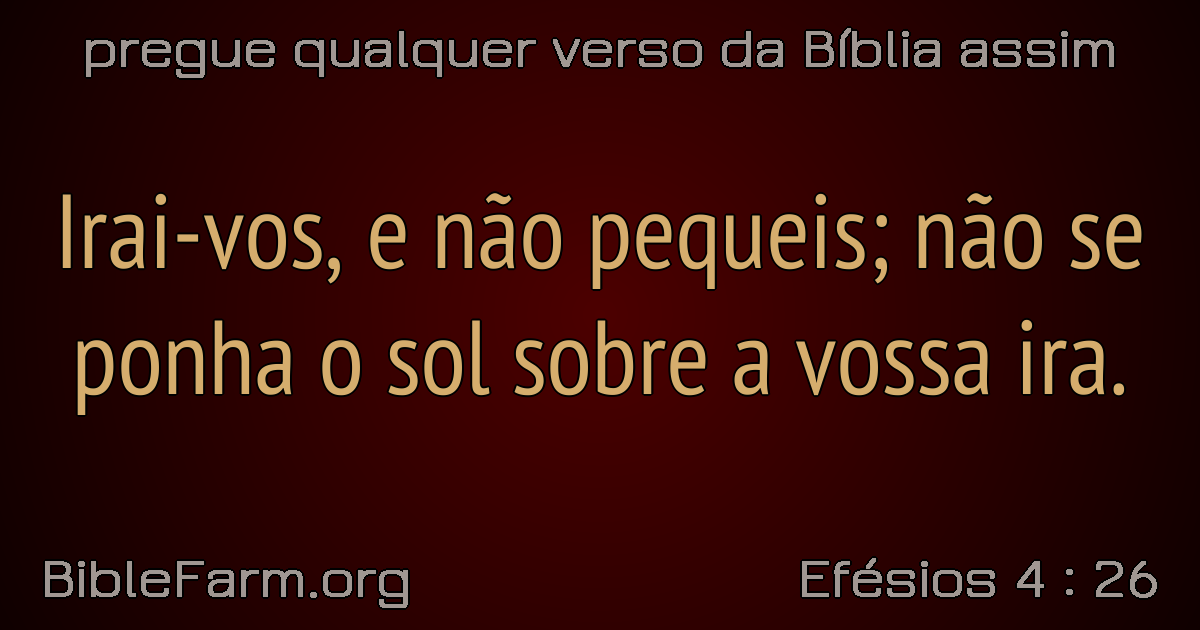 pregue qualquer verso da Bíblia assim
Irai-vos, e não pequeis; não se
ponha o sol sobre a vossa ira.
BibleFarm.org
Efésios 4 : 26